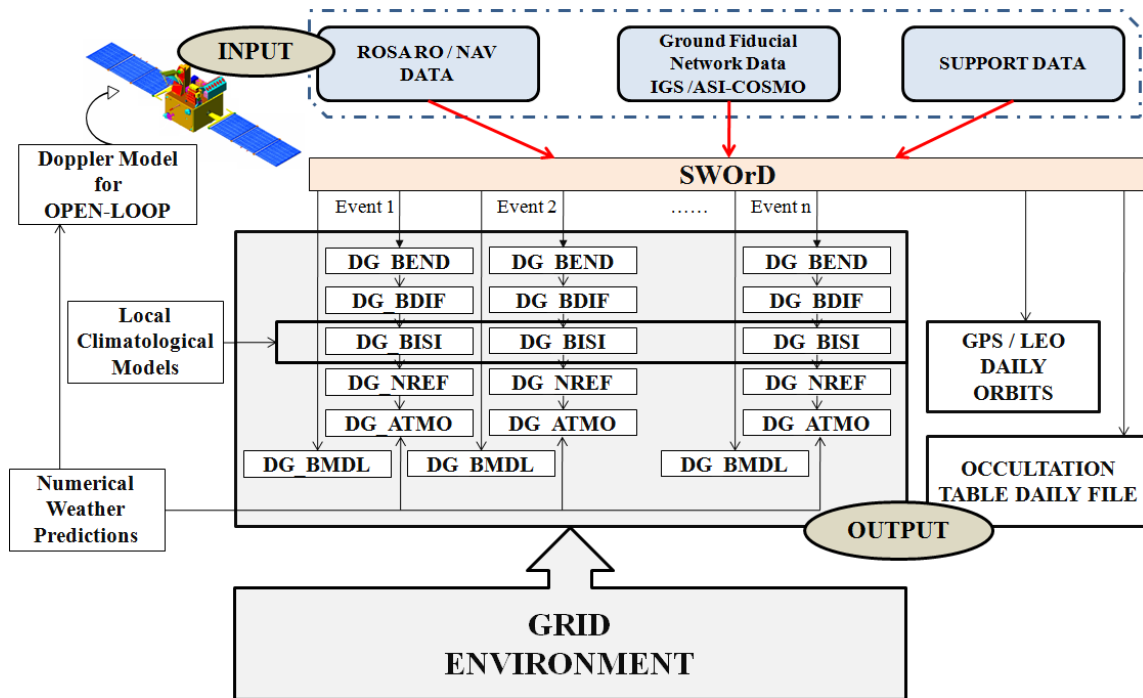 INPUT
ROSA RO / NAV
DATA
Ground Fiducial
Network Data
IGS /ASI-COSMO
SUPPORT DATA
Doppler Model
for
OPEN-LOOP
SWOrD
Event 1
Event 2
......
Event n
DG_BEND
DG_BEND
DG_BEND
DG_BDIF
DG_BDIF
DG_BDIF
Local
Climatological
Models
DG_BISI
DG_BISI
DG_BISI
GPS / LEO
DAILY
ORBITS
DG_NREF
DG_NREF
DG_NREF
DG_ATMO
DG_ATMO
DG_ATMO
DG_BMDL
DG_BMDL
DG_BMDL
Numerical
Weather
Predictions
OCCULTATION
TABLE DAILY FILE
OUTPUT
GRID
ENVIRONMENT